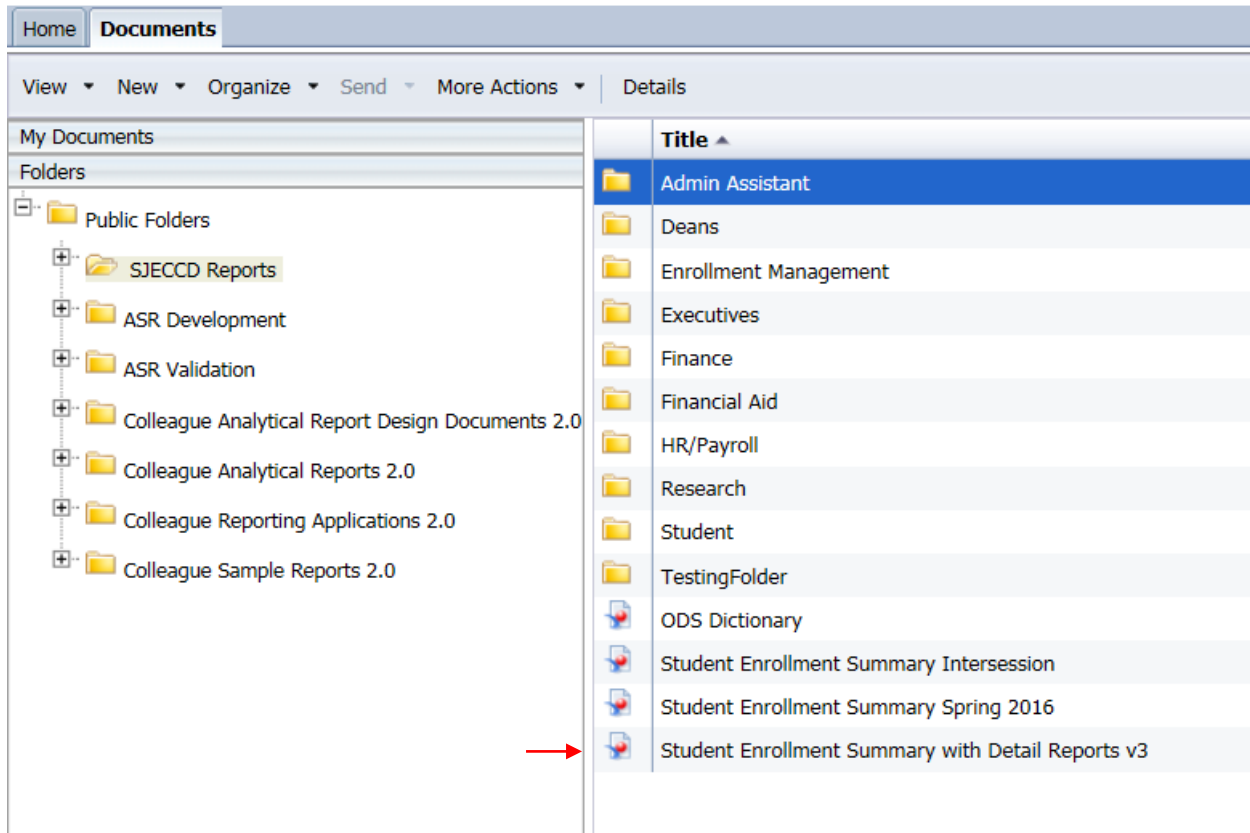 Home Documents
View New Organize Send More Actions Details
My Documents
Folders
Public Folders
SJECCD Reports
ASR Development
ASR Validation
Colleague Analytical Report Design Documents 2.0
Colleague Analytical Reports 2.0
Colleague Reporting Applications 2.0
Colleague Sample Reports 2.0
Title
Admin Assistant
Deans
Enrollment Management
Executives
Finance
Financial Aid
HR/Payroll
Research
Student
TestingFolder
ODS Dictionary
Student Enrollment Summary Intersession
Student Enrollment Summary Spring 2016
Student Enrollment Summary with Detail Reports v3